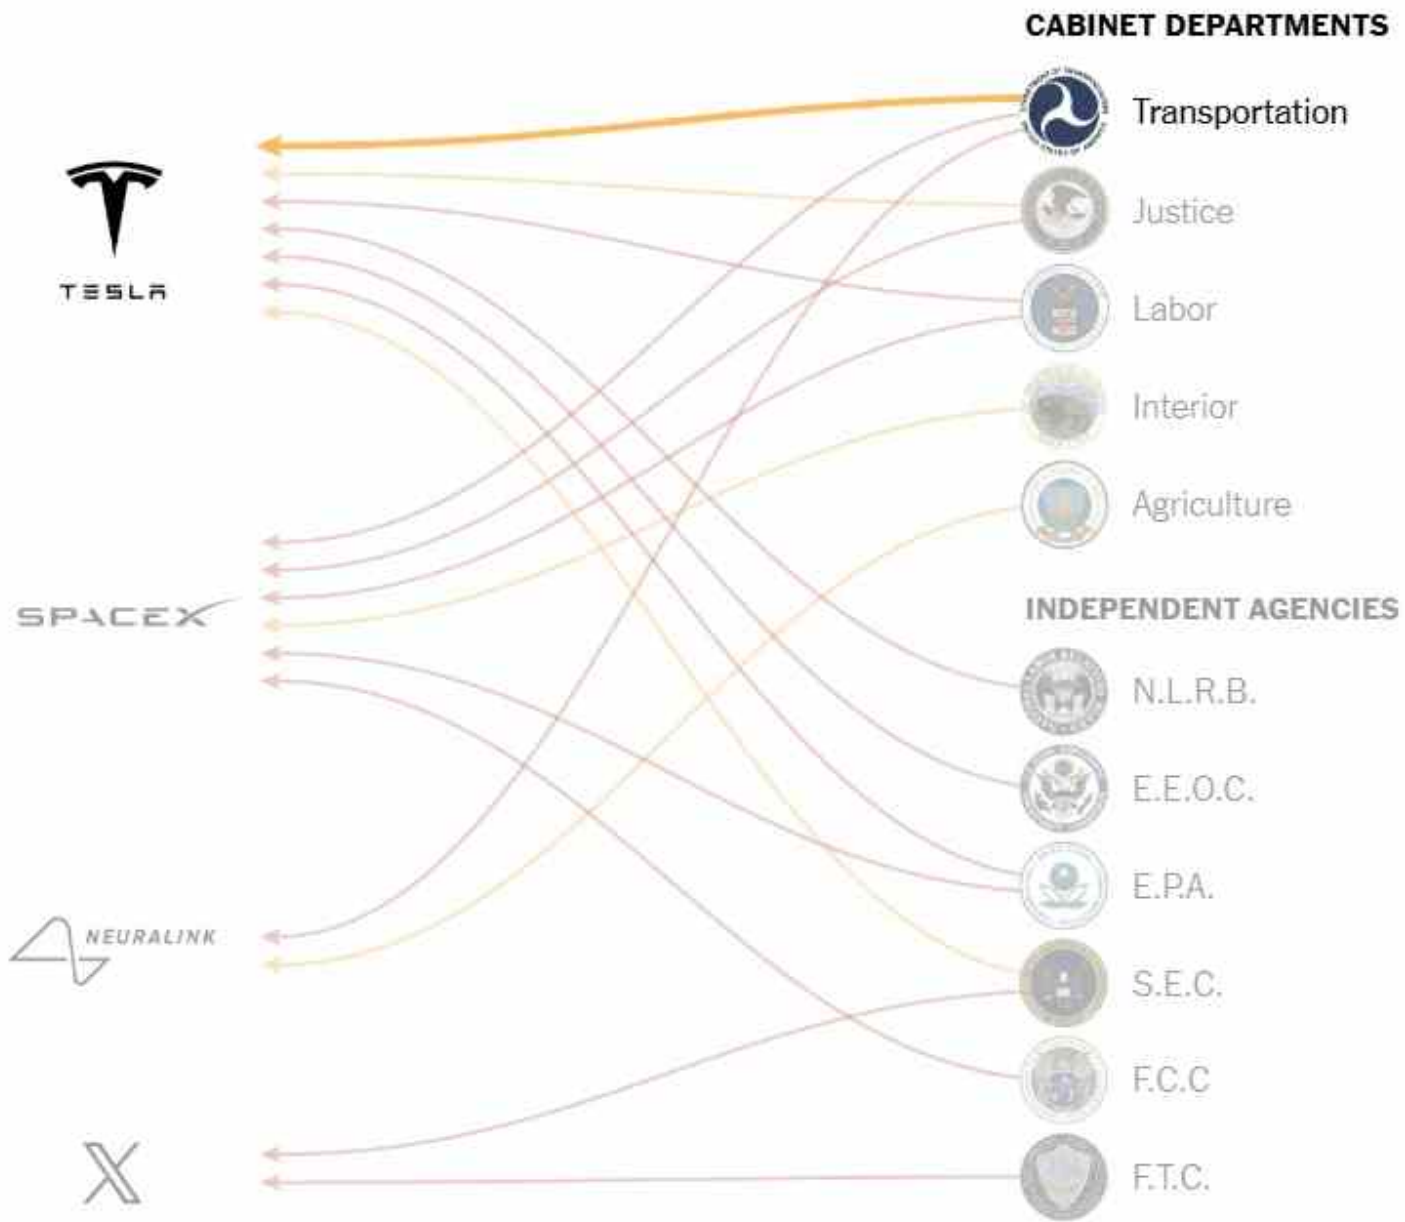 CABINET DEPARTMENTS
Transportation
TESLA
Justice
Labor
Interior
Agriculture
SPACEX
INDEPENDENT AGENCIES
N.L.R.B.
E.E.O.C.
E.P.A.
NEURALINK
S.E.C.
F.C.C
X
F.T.C.